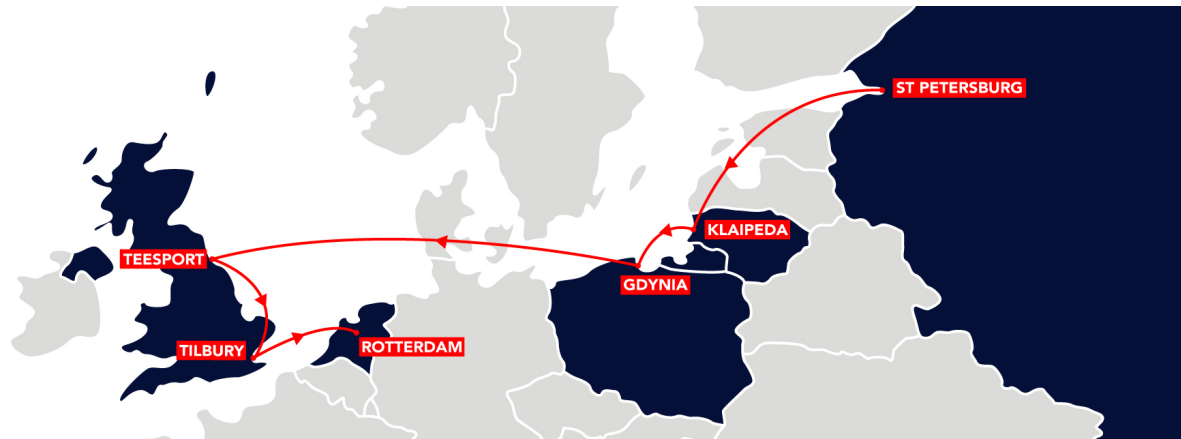 ST PETERSBURG
KLAIPEDA
TEESPORT
GDYNIA
TILBURY
ROTTERDAM